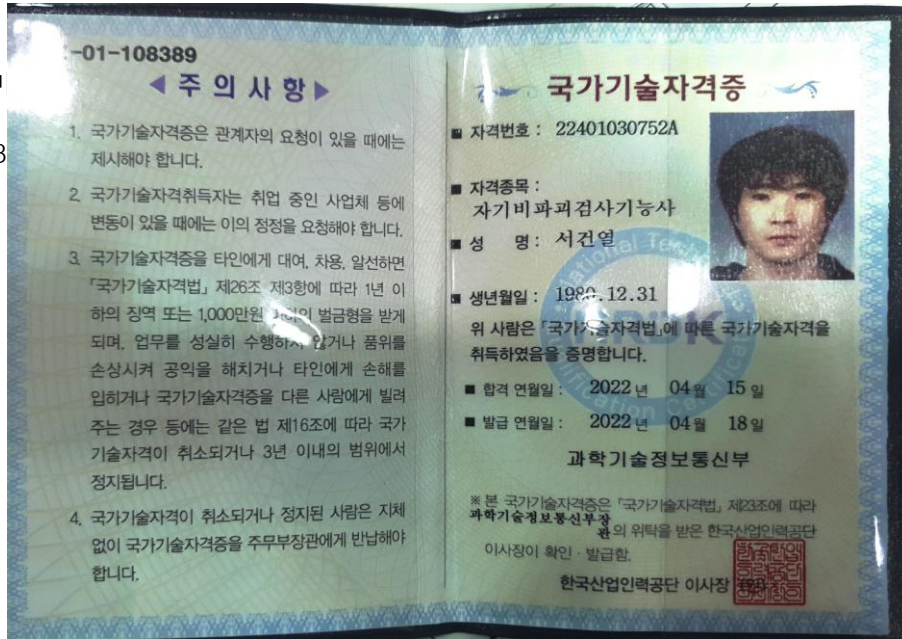 -01-108389
◀ 주 의 사 항 ▶
1. 국가기술자격증은 관계자의 요청이 있을 때에는
제시해야 합니다.
2. 국가기술자격취득자는 취업 중인 사업체 등에
변동이 있을 때에는 이의 정정을 요청해야 합니다.
3. 국가기술자격증을 타인에게 대여, 차용, 알선하면
「국가기술자격법」 제26조 제3항에 따라 1년 이
하의 징역 또는 1,000만원 이하의 벌금형을 받게
되며, 업무를 성실히 수행하지 않거나 품위를
손상시켜 공익을 해치거나 타인에게 손해를
입히거나 국가기술자격증을 다른 사람에게 빌려
주는 경우 등에는 같은 법 제16조에 따라 국가
기술자격이 취소되거나 3년 이내의 범위에서
정지됩니다.
4. 국가기술자격이 취소되거나 정지된 사람은 지체
없이 국가기술자격증을 주무부장관에게 반납해야
합니다.
국가기술자격증
■ 자격번호 : 22401030752A
■ 자격종목 :
자기비파괴검사기능사
■ 성 명 : 서건열
■ 생년월일 : 1980.12.31
위 사람은 「국가기술자격법」에 따른 국가기술자격을
취득하였음을 증명합니다.
■ 합격 연월일 : 2022 년 04 월 15 일
■ 발급 연월일 : 2022 년 04 월 18 일
과학기술정보통신부
※ 본 국가기술자격증은 「국가기술자격법」 제23조에 따라
과학기술정보통신부장
관의 위탁을 받은 한국산업인력공단
이사장이 확인 · 발급함.
한국산업인력공단 이사장